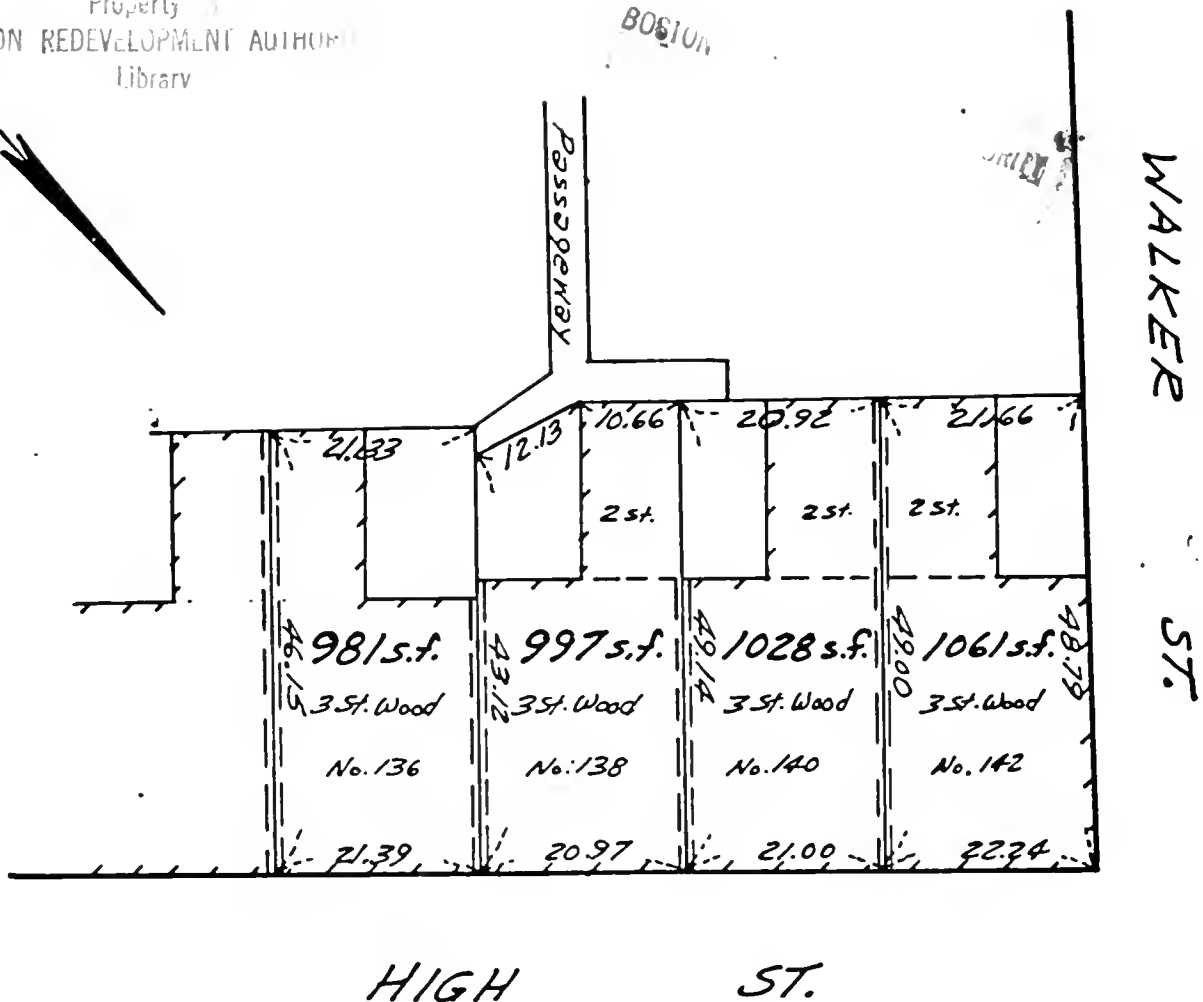 Property
ON REDEVELOPMENT AUTHOR
Library
BOSTON
Passageway
WALKER ST.
21.33
12.13
10.66
20.92
21.66
2 st.
2 st.
2 st.
46.15
981 s.f.
43.12
997 s.f.
49.14
1028 s.f.
49.00
1061 s.f.
48.79
3 St. Wood
3 St. Wood
3 St. Wood
3 St. Wood
No. 136
No. 138
No. 140
No. 142
21.39
20.97
21.00
22.24
HIGH ST.